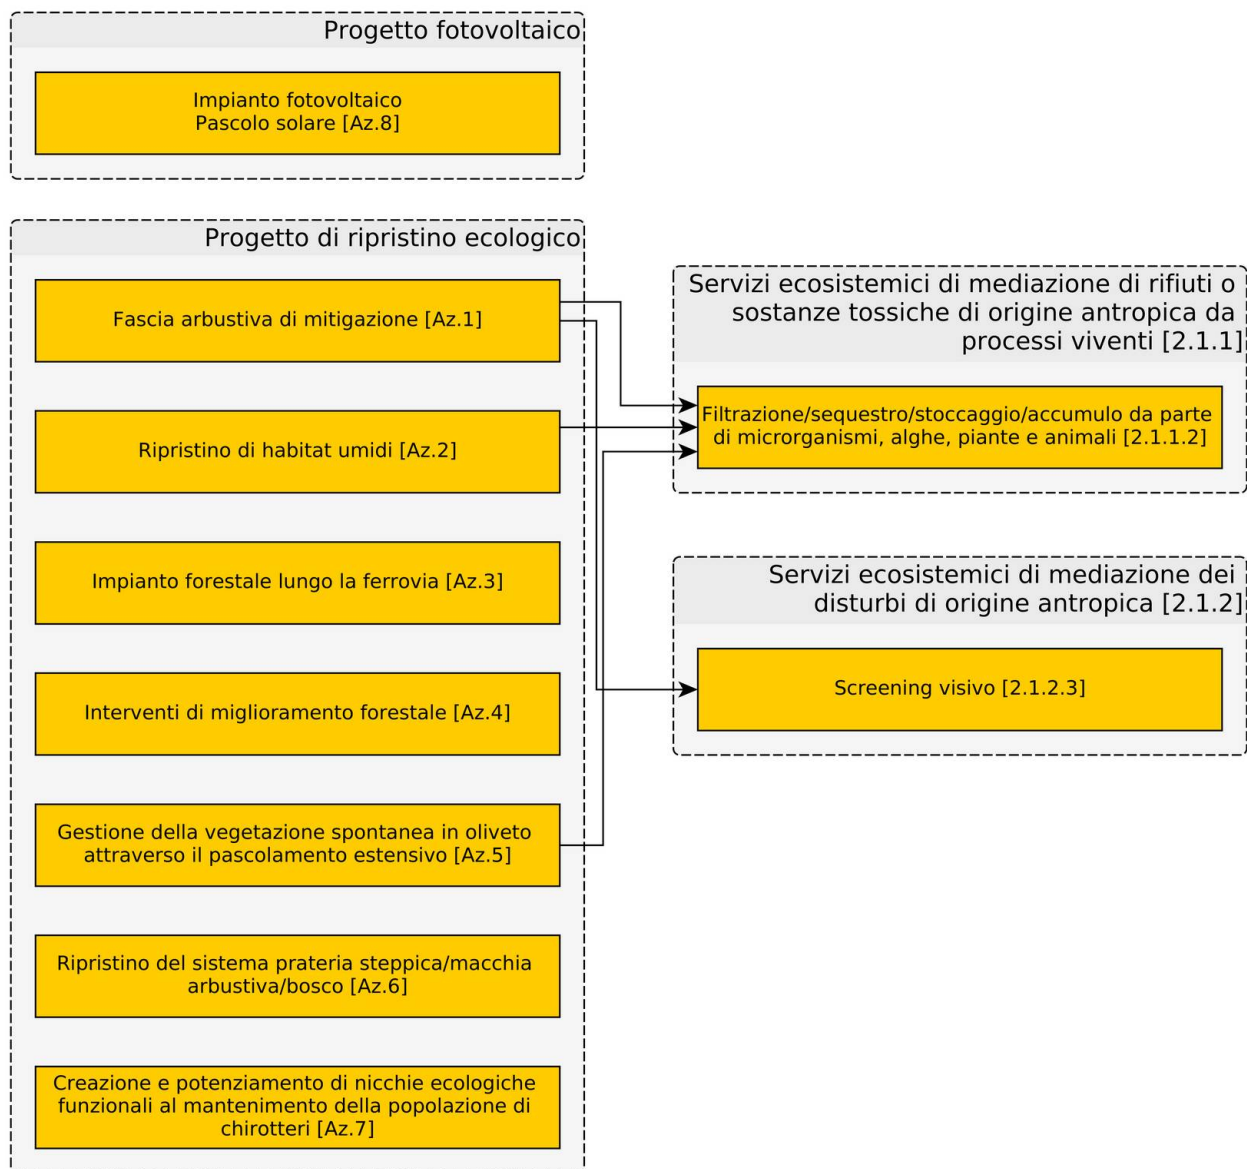 Progetto fotovoltaico
Impianto fotovoltaico
Pascolo solare [Az.8]
Progetto di ripristino ecologico
Fascia arbustiva di mitigazione [Az.1]
Ripristino di habitat umidi [Az.2]
Impianto forestale lungo la ferrovia [Az.3]
Interventi di miglioramento forestale [Az.4]
Gestione della vegetazione spontanea in oliveto
attraverso il pascolamento estensivo [Az.5]
Ripristino del sistema prateria steppica/macchia
arbustiva/bosco [Az.6]
Creazione e potenziamento di nicchie ecologiche
funzionali al mantenimento della popolazione di
chirotteri [Az.7]
Servizi ecosistemici di mediazione di rifiuti o
sostanze tossiche di origine antropica da
processi viventi [2.1.1]
Filtrazione/sequestro/stoccaggio/accumulo da parte
di microrganismi, alghe, piante e animali [2.1.1.2]
Servizi ecosistemici di mediazione dei
disturbi di origine antropica [2.1.2]
Screening visivo [2.1.2.3]